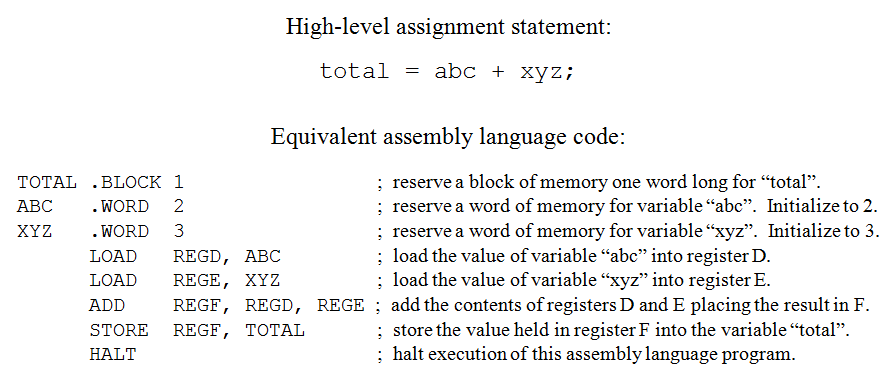 High-level assignment statement:
total = abc + xyz;
Equivalent assembly language code:
TOTAL .BLOCK 1 ; reserve a block of memory one word long for “total”.
ABC .WORD 2 ; reserve a word of memory for variable “abc”. Initialize to 2.
XYZ .WORD 3 ; reserve a word of memory for variable “xyz”. Initialize to 3.
LOAD REGD, ABC ; load the value of variable “abc” into register D.
LOAD REGE, XYZ ; load the value of variable “xyz” into register E.
ADD REGF, REGD, REGE ; add the contents of registers D and E placing the result in F.
STORE REGF, TOTAL ; store the value held in register F into the variable “total”.
HALT ; halt execution of this assembly language program.